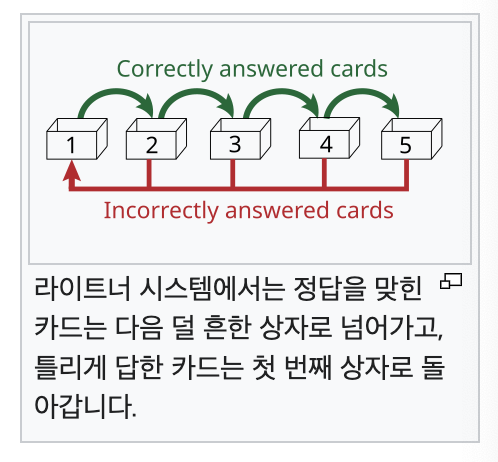 Correctly answered cards
1 2 3 4 5
Incorrectly answered cards
라이트너 시스템에서는 정답을 맞힌
카드는 다음 덜 흔한 상자로 넘어가고,
틀리게 답한 카드는 첫 번째 상자로 돌
아갑니다.